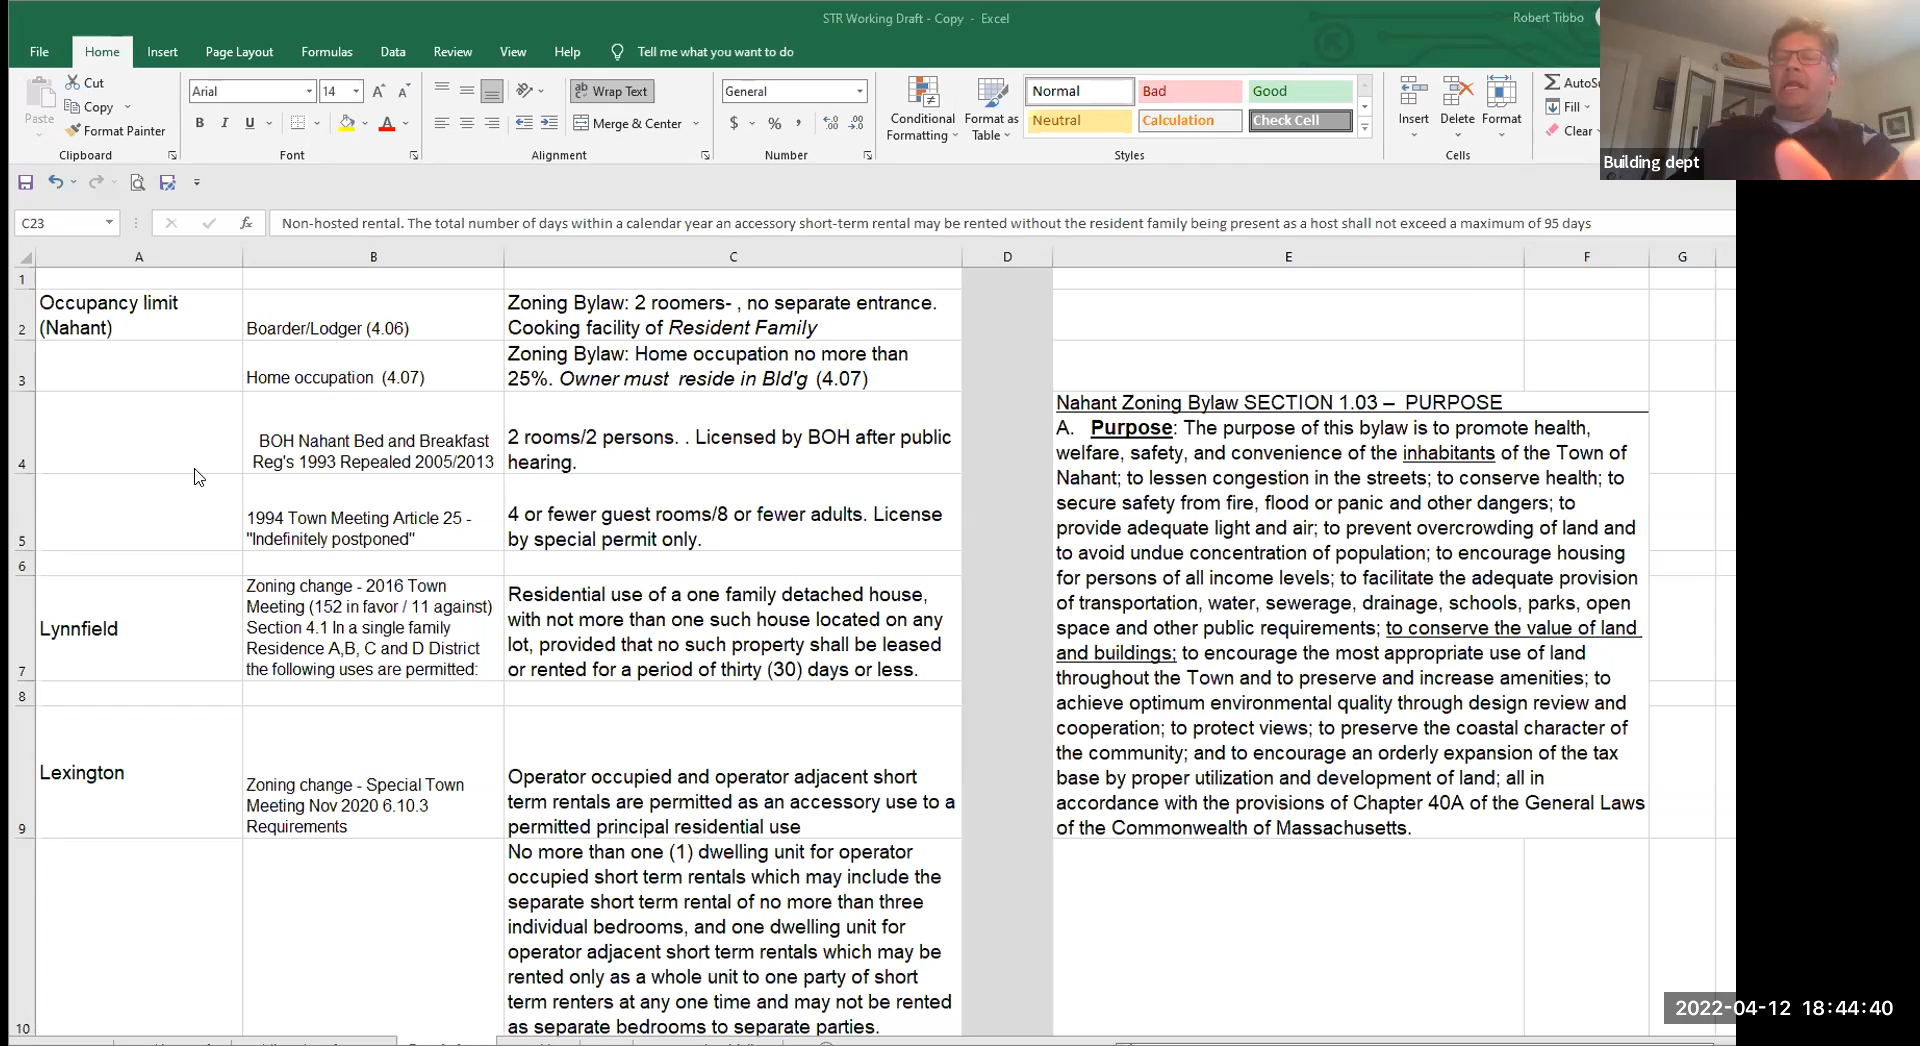 STR Working Draft - Copy - Excel
Robert Tibbo
File Home Insert Page Layout Formulas Data Review View Help Tell me what you want to do
Paste
Cut
Copy
Format Painter
Clipboard
Arial 14
B I U
Font
Wrap Text
Merge & Center
Alignment
General
$ % ,
Number
Conditional
Formatting
Format as
Table
Normal Bad Good
Neutral Calculation Check Cell
Styles
Insert Delete Format
Cells
AutoSu
Fill
Clear
Building dept
C23 fx Non-hosted rental. The total number of days within a calendar year an accessory short-term rental may be rented without the resident family being present as a host shall not exceed a maximum of 95 days
A B C D E F G
1
2
Occupancy limit
(Nahant)
Boarder/Lodger (4.06)
Zoning Bylaw: 2 roomers- , no separate entrance.
Cooking facility of Resident Family
3
Home occupation (4.07)
Zoning Bylaw: Home occupation no more than
25%. Owner must reside in Bld'g (4.07)
4
BOH Nahant Bed and Breakfast
Reg's 1993 Repealed 2005/2013
2 rooms/2 persons. . Licensed by BOH after public
hearing.
5
1994 Town Meeting Article 25 -
"Indefinitely postponed"
4 or fewer guest rooms/8 or fewer adults. License
by special permit only.
6
7
Lynnfield
Zoning change - 2016 Town
Meeting (152 in favor / 11 against)
Section 4.1 In a single family
Residence A,B, C and D District
the following uses are permitted:
Residential use of a one family detached house,
with not more than one such house located on any
lot, provided that no such property shall be leased
or rented for a period of thirty (30) days or less.
8
9
Lexington
Zoning change - Special Town
Meeting Nov 2020 6.10.3
Requirements
Operator occupied and operator adjacent short
term rentals are permitted as an accessory use to a
permitted principal residential use
10
No more than one (1) dwelling unit for operator
occupied short term rentals which may include the
separate short term rental of no more than three
individual bedrooms, and one dwelling unit for
operator adjacent short term rentals which may be
rented only as a whole unit to one party of short
term renters at any one time and may not be rented
as separate bedrooms to separate parties.
Nahant Zoning Bylaw SECTION 1.03 – PURPOSE
A. Purpose: The purpose of this bylaw is to promote health,
welfare, safety, and convenience of the inhabitants of the Town of
Nahant; to lessen congestion in the streets; to conserve health; to
secure safety from fire, flood or panic and other dangers; to
provide adequate light and air; to prevent overcrowding of land and
to avoid undue concentration of population; to encourage housing
for persons of all income levels; to facilitate the adequate provision
of transportation, water, sewerage, drainage, schools, parks, open
space and other public requirements; to conserve the value of land
and buildings; to encourage the most appropriate use of land
throughout the Town and to preserve and increase amenities; to
achieve optimum environmental quality through design review and
cooperation; to protect views; to preserve the coastal character of
the community; and to encourage an orderly expansion of the tax
base by proper utilization and development of land; all in
accordance with the provisions of Chapter 40A of the General Laws
of the Commonwealth of Massachusetts.
2022-04-12 18:44:40